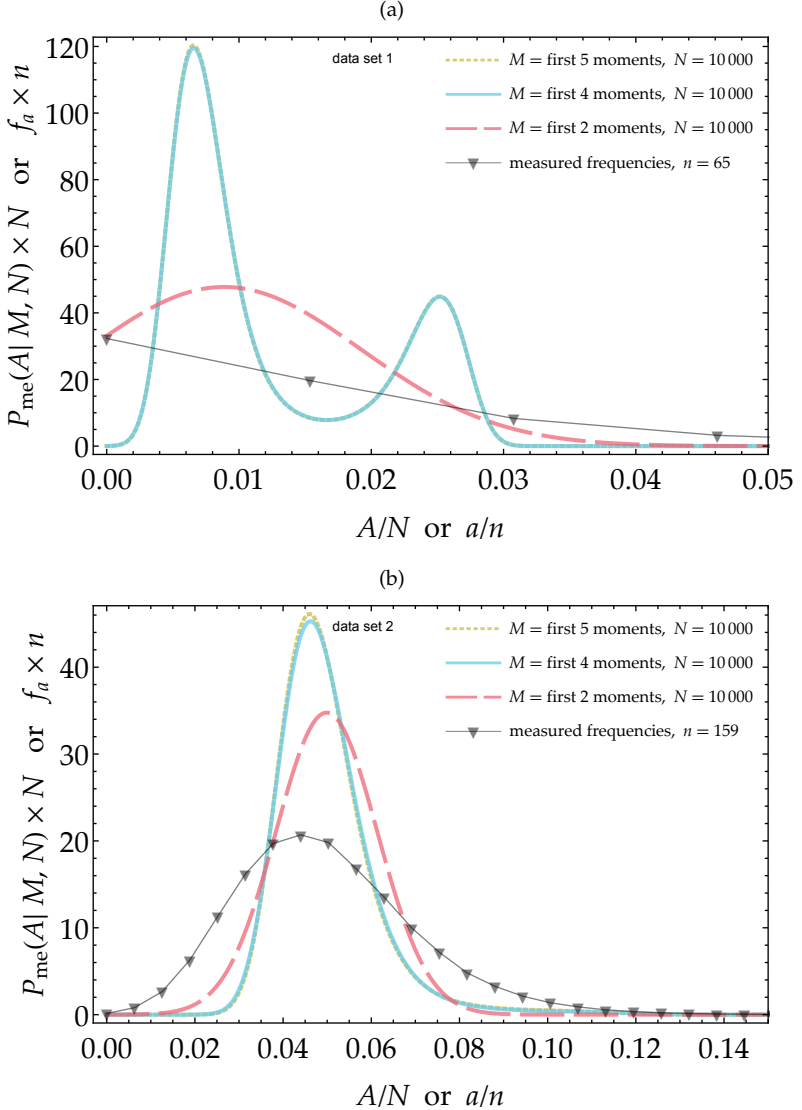 (a)
data set 1
M = first 5 moments, N = 10 000
M = first 4 moments, N = 10 000
M = first 2 moments, N = 10 000
measured frequencies, n = 65
P_me(A| M, N) × N or f_a × n
120
100
80
60
40
20
0
0.00 0.01 0.02 0.03 0.04 0.05
A/N or a/n
(b)
data set 2
M = first 5 moments, N = 10 000
M = first 4 moments, N = 10 000
M = first 2 moments, N = 10 000
measured frequencies, n = 159
P_me(A| M, N) × N or f_a × n
40
30
20
10
0
0.00 0.02 0.04 0.06 0.08 0.10 0.12 0.14
A/N or a/n